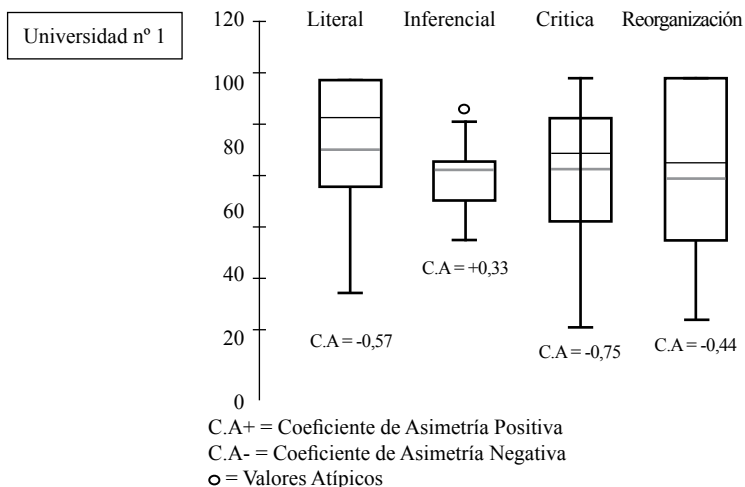 Universidad nº 1
Literal Inferencial Critica Reorganización
120
100
80
60
40
20
0
C.A = +0,33
C.A = -0,57
C.A = -0,75
C.A = -0,44
C.A+ = Coeficiente de Asimetría Positiva
C.A- = Coeficiente de Asimetría Negativa
o = Valores Atípicos